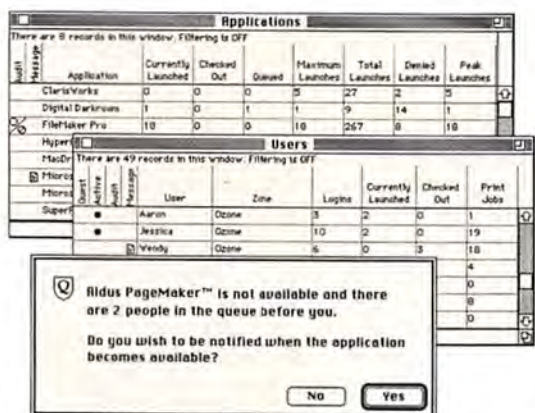 Applications
There are 8 records in this window. Filtering is OFF
Audit Message Application Currently Launched Checked Out Queued Maximum Launches Total Launches Denied Launches Peak Launches
ClarisWorks 0 0 0 5 27 2 5
Digital Darkroom 1 0 1 1 9 14 1
FileMaker Pro 10 0 0 10 267 8 10
Hyper
MacDr
Micros
Micros
SuperP
Users
There are 49 records in this window. Filtering is OFF
Guest Active Audit Message User Zone Logins Currently Launched Checked Out Print Jobs
Aaron Ozone 3 2 0 1
Jessica Ozone 10 2 0 19
Wendy Ozone 6 0 3 18
4
0
8
0
Q
Aldus PageMaker™ is not available and there
are 2 people in the queue before you.
Do you wish to be notified when the application
becomes available?
No Yes